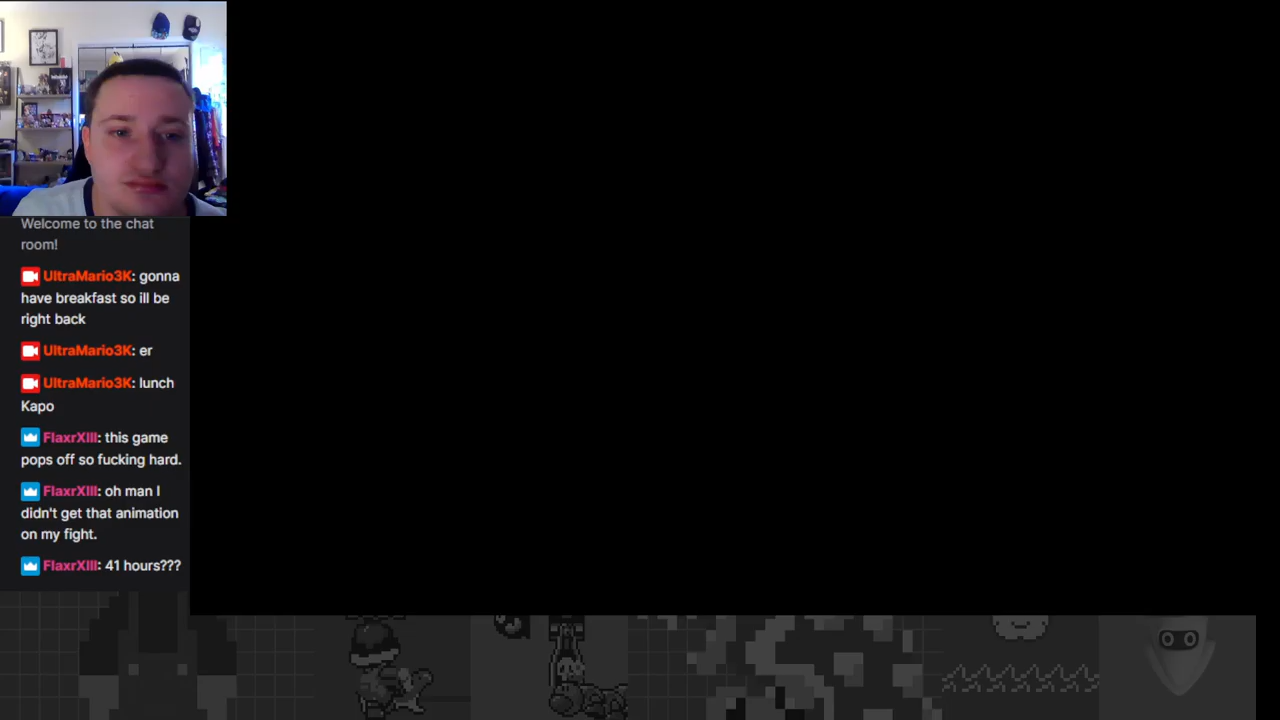 Welcome to the chat
room!
UltraMario3K: gonna
have breakfast so ill be
right back
UltraMario3K: er
UltraMario3K: lunch
Kapo
FlaxrXIII: this game
pops off so fucking hard.
FlaxrXIII: oh man I
didn't get that animation
on my fight.
FlaxrXIII: 41 hours???